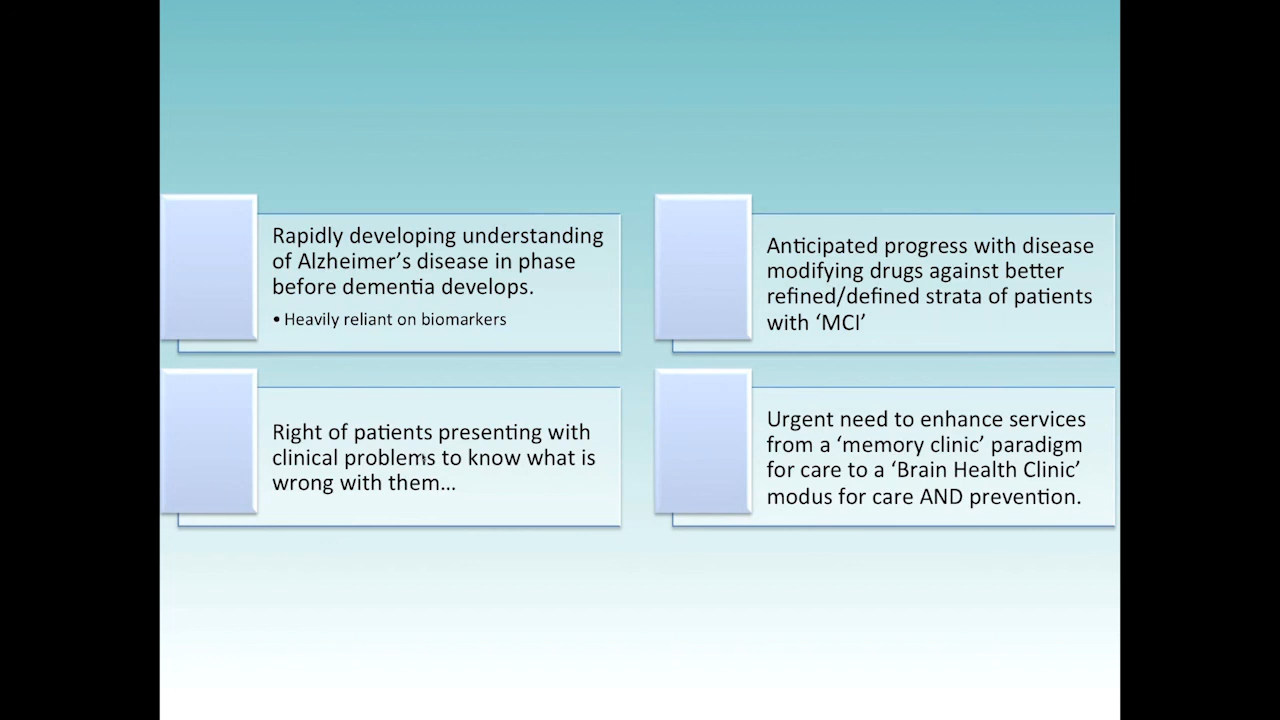 Rapidly developing understanding
of Alzheimer’s disease in phase
before dementia develops.
• Heavily reliant on biomarkers
Anticipated progress with disease
modifying drugs against better
refined/defined strata of patients
with ‘MCI’
Right of patients presenting with
clinical problems to know what is
wrong with them…
Urgent need to enhance services
from a ‘memory clinic’ paradigm
for care to a ‘Brain Health Clinic’
modus for care AND prevention.